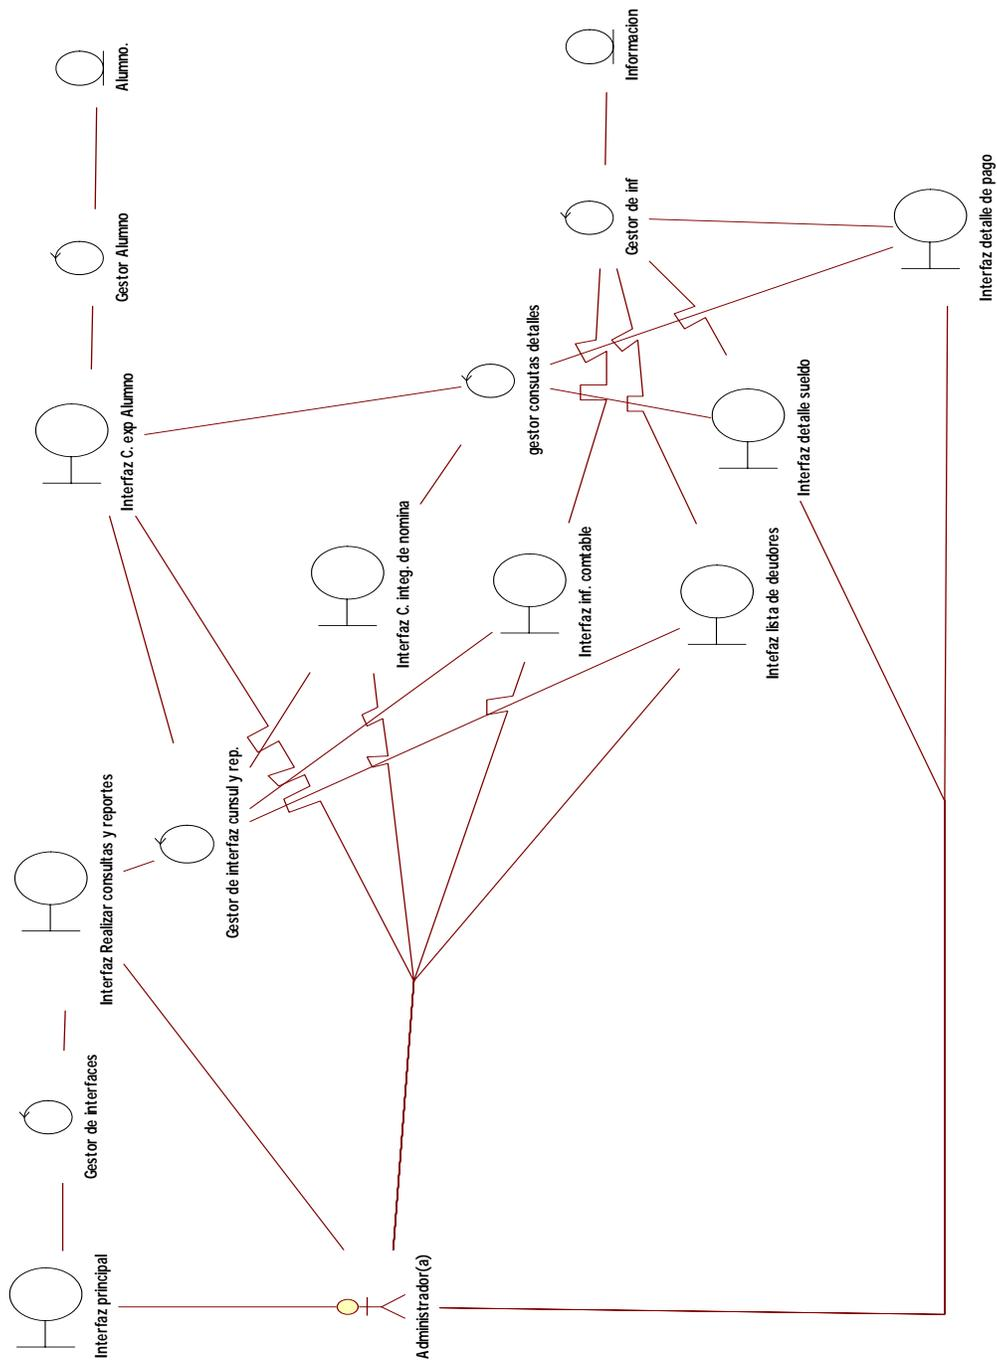 Alumno.
Gestor Alumno
Interfaz C. exp Alumno
Interfaz Realizar consultas y reportes
Gestor de interfaces
Interfaz principal
Informacion
Gestor de inf
gestor consutas detalles
Interfaz C. integ. de nomina
Gestor de interfaz cunsul y rep.
Interfaz inf. comtable
Intefaz lista de deudores
Interfaz detalle sueldo
Interfaz detalle de pago
Administrador(a)